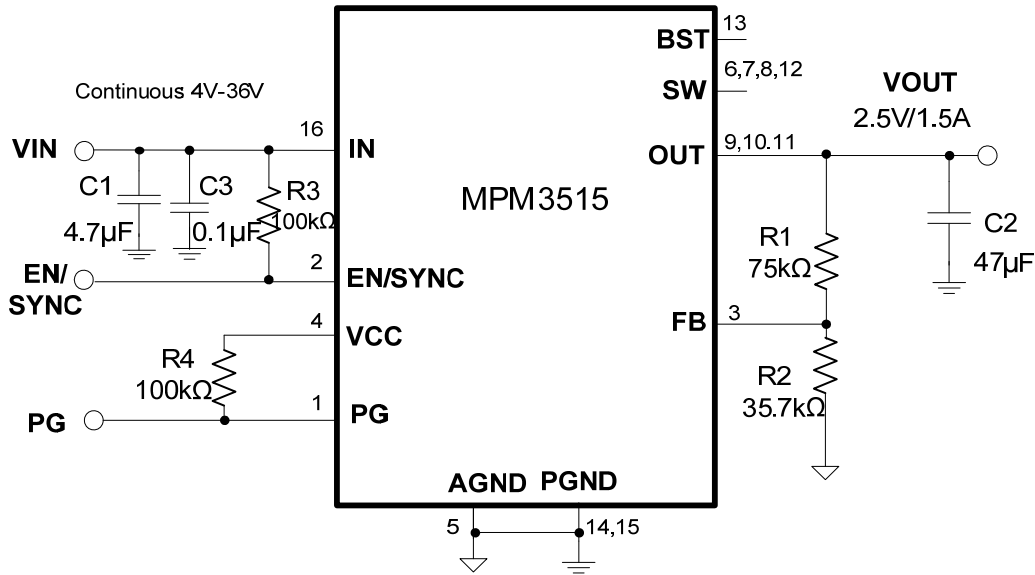 Continuous 4V-36V
VIN
16
IN
C1
4.7µF
C3
0.1µF
R3
100kΩ
EN/
SYNC
2
EN/SYNC
4
VCC
R4
100kΩ
PG
1
PG
MPM3515
BST
13
SW
6,7,8,12
OUT
9,10.11
VOUT
2.5V/1.5A
R1
75kΩ
C2
47µF
FB
3
R2
35.7kΩ
AGND
PGND
5
14,15